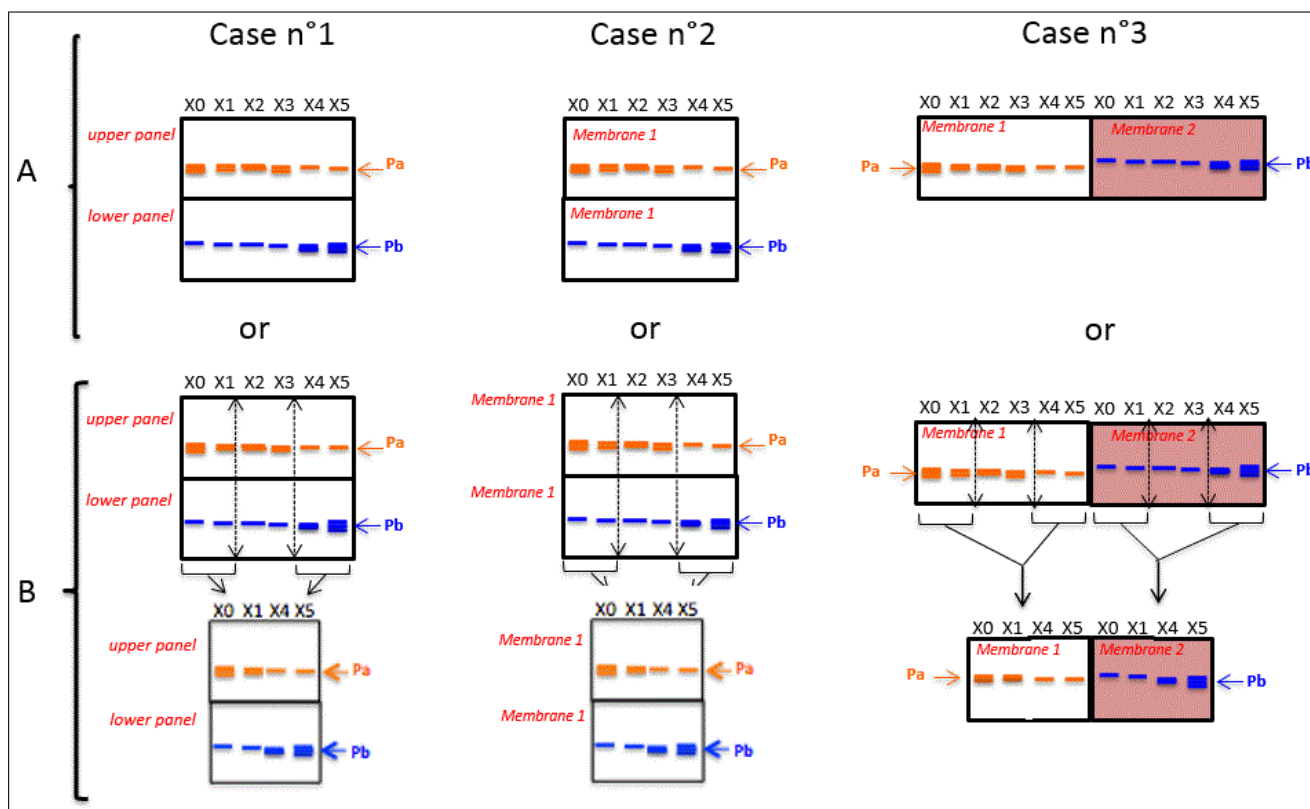 Case n°1
Case n°2
Case n°3
A
X0 X1 X2 X3 X4 X5
upper panel
Pa
lower panel
Pb
X0 X1 X2 X3 X4 X5
Membrane 1
Pa
Membrane 1
Pb
X0 X1 X2 X3 X4 X5 X0 X1 X2 X3 X4 X5
Membrane 1 Membrane 2
Pa Pb
or
or
or
B
X0 X1 X2 X3 X4 X5
upper panel
Pa
lower panel
Pb
X0 X1 X4 X5
upper panel
Pa
lower panel
Pb
X0 X1 X2 X3 X4 X5
Membrane 1
Pa
Membrane 1
Pb
X0 X1 X4 X5
Membrane 1
Pa
Membrane 1
Pb
X0 X1 X2 X3 X4 X5 X0 X1 X2 X3 X4 X5
Membrane 1 Membrane 2
Pa Pb
X0 X1 X4 X5 X0 X1 X4 X5
Membrane 1 Membrane 2
Pa Pb